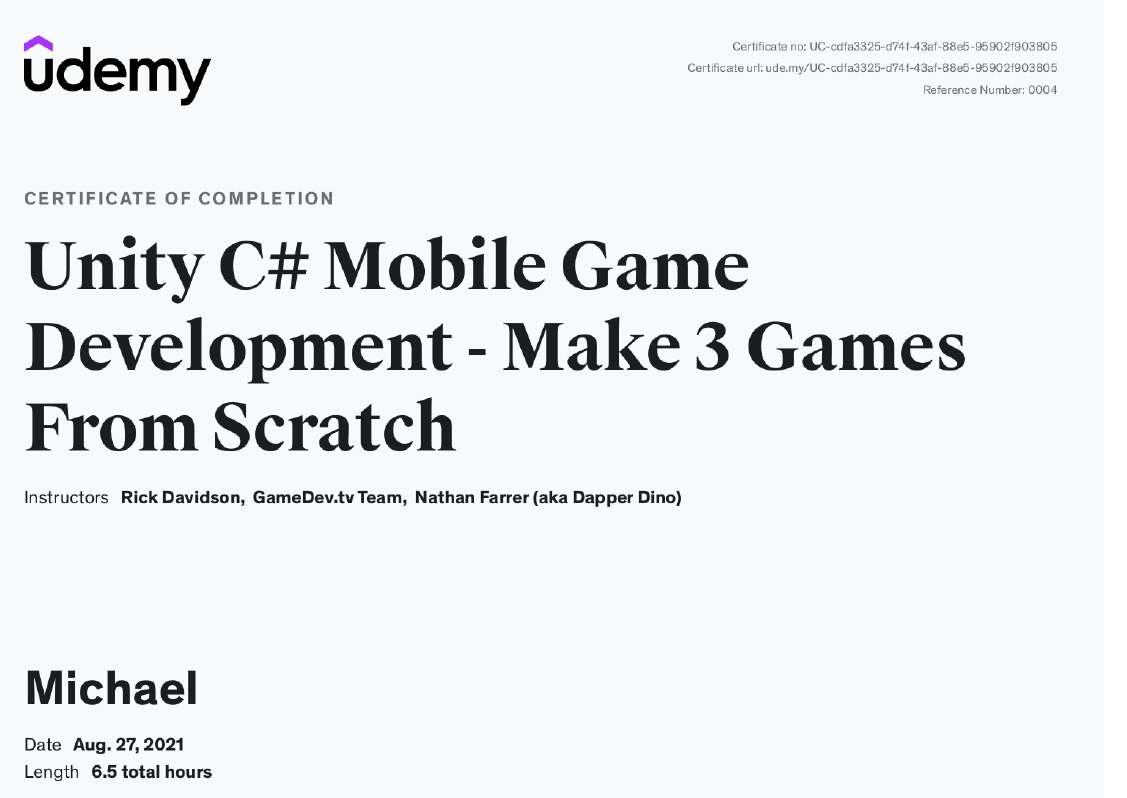 udemy
Certificate no: UC-cdfa3325-d74f-43af-88e5-95902f903805
Certificate url: ude.my/UC-cdfa3325-d74f-43af-88e5-95902f903805
Reference Number: 0004
CERTIFICATE OF COMPLETION
Unity C# Mobile Game
Development - Make 3 Games
From Scratch
Instructors Rick Davidson, GameDev.tv Team, Nathan Farrer (aka Dapper Dino)
Michael
Date Aug. 27, 2021
Length 6.5 total hours